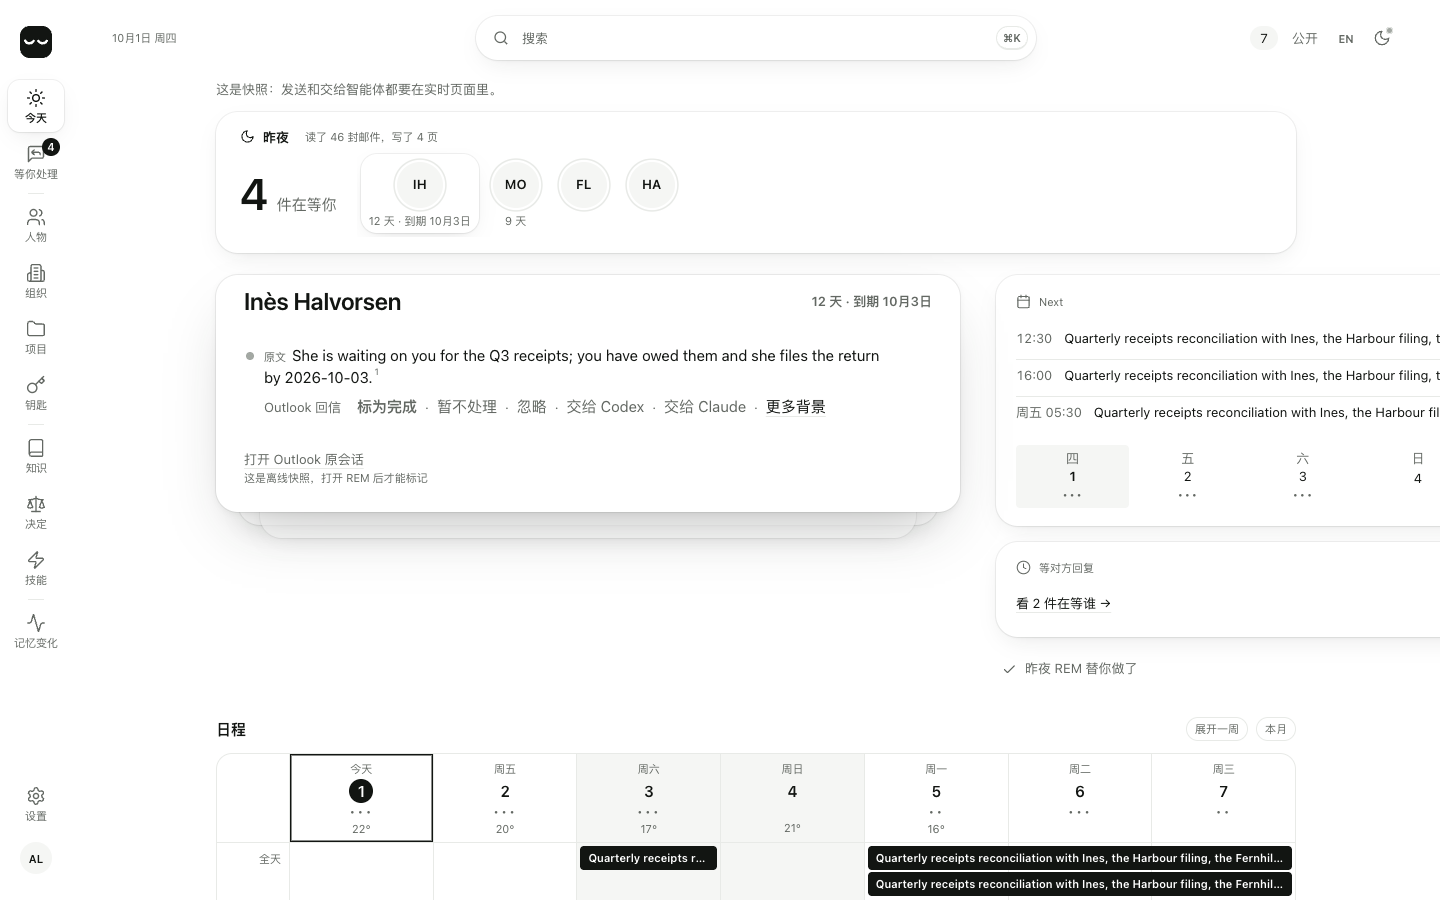 10月1日 周四
搜索
⌘K
7
公开
EN
今天
4
等你处理
人物
组织
项目
钥匙
知识
决定
技能
记忆变化
设置
AL
这是快照：发送和交给智能体都要在实时页面里。
昨夜 读了 46 封邮件，写了 4 页
4 件在等你
IH
12 天 · 到期 10月3日
MO
9 天
FL
HA
Inès Halvorsen
12 天 · 到期 10月3日
原文 She is waiting on you for the Q3 receipts; you have owed them and she files the return
by 2026-10-03. 1
Outlook 回信 标为完成 · 暂不处理 · 忽略 · 交给 Codex · 交给 Claude · 更多背景
打开 Outlook 原会话
这是离线快照，打开 REM 后才能标记
Next
12:30 Quarterly receipts reconciliation with Ines, the Harbour filing, t
16:00 Quarterly receipts reconciliation with Ines, the Harbour filing, t
周五 05:30 Quarterly receipts reconciliation with Ines, the Harbour fil
四 五 六 日
1 2 3 4
等对方回复
看 2 件在等谁 →
昨夜 REM 替你做了
日程
展开一周
本月
今天 周五 周六 周日 周一 周二 周三
1 2 3 4 5 6 7
22° 20° 17° 21° 16°
全天
Quarterly receipts r...
Quarterly receipts reconciliation with Ines, the Harbour filing, the Fernhil...
Quarterly receipts reconciliation with Ines, the Harbour filing, the Fernhil...